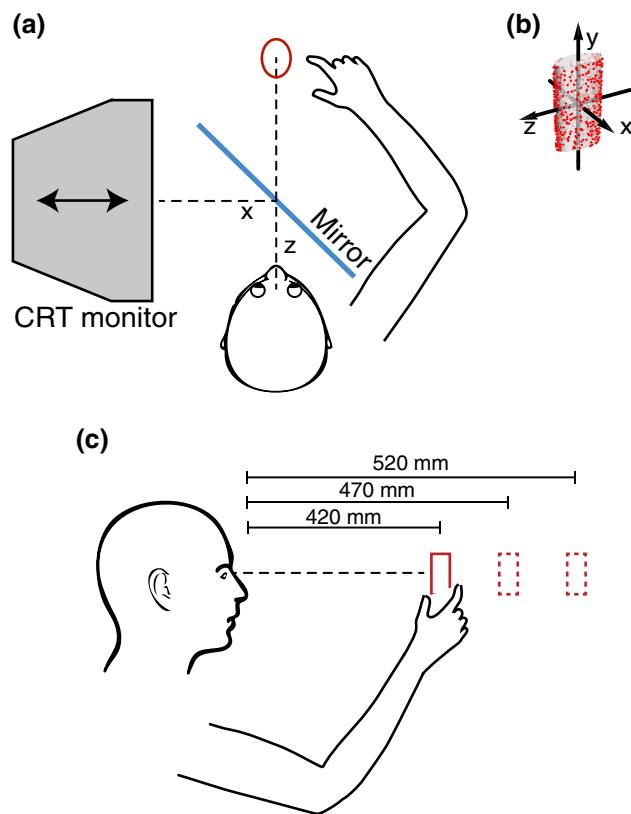 (a)
(b)
y
z
x
x
z
Mirror
CRT monitor
(c)
520 mm
470 mm
420 mm